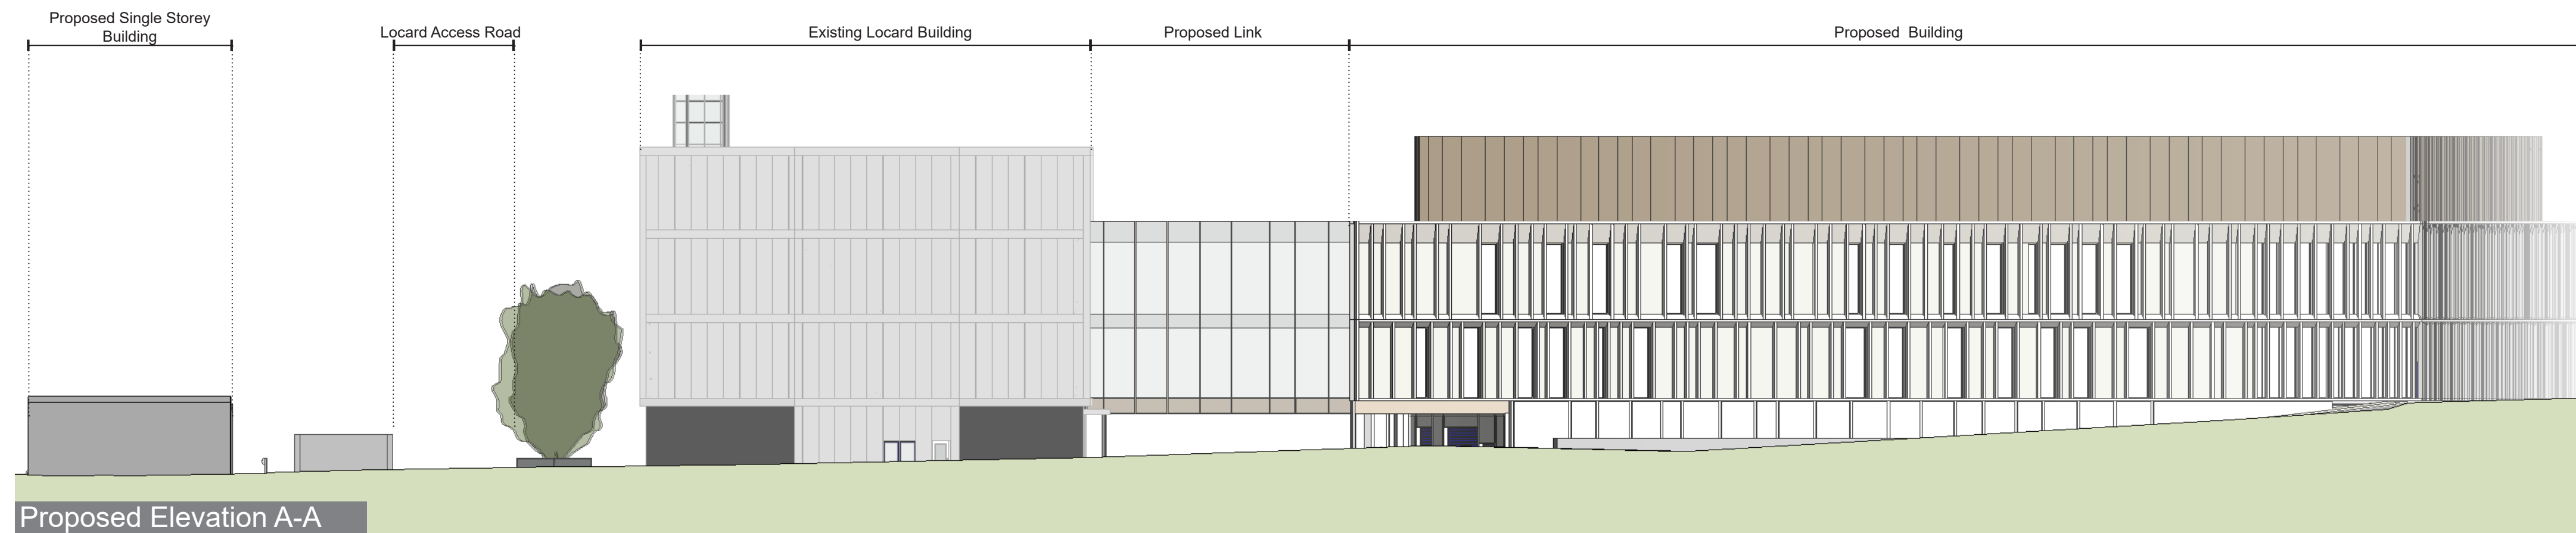 Proposed Single Storey
Building
Locard Access Road
Existing Locard Building
Proposed Link
Proposed Building
Proposed Elevation A-A